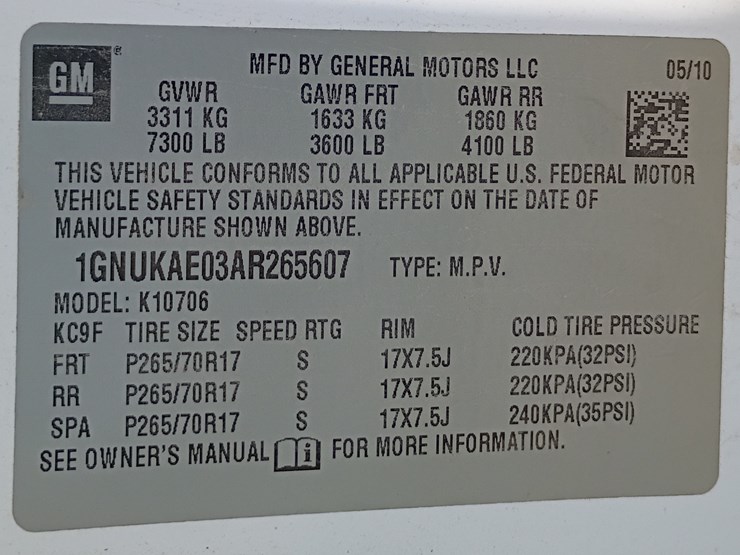 GM ®
MFD BY GENERAL MOTORS LLC 05/10
GVWR GAWR FRT GAWR RR
3311 KG 1633 KG 1860 KG
7300 LB 3600 LB 4100 LB
THIS VEHICLE CONFORMS TO ALL APPLICABLE U.S. FEDERAL MOTOR
VEHICLE SAFETY STANDARDS IN EFFECT ON THE DATE OF
MANUFACTURE SHOWN ABOVE.
1GNUKAE03AR265607 TYPE: M.P.V.
MODEL: K10706
KC9F TIRE SIZE SPEED RTG RIM COLD TIRE PRESSURE
FRT P265/70R17 S 17X7.5J 220KPA(32PSI)
RR P265/70R17 S 17X7.5J 220KPA(32PSI)
SPA P265/70R17 S 17X7.5J 240KPA(35PSI)
SEE OWNER'S MANUAL i FOR MORE INFORMATION.